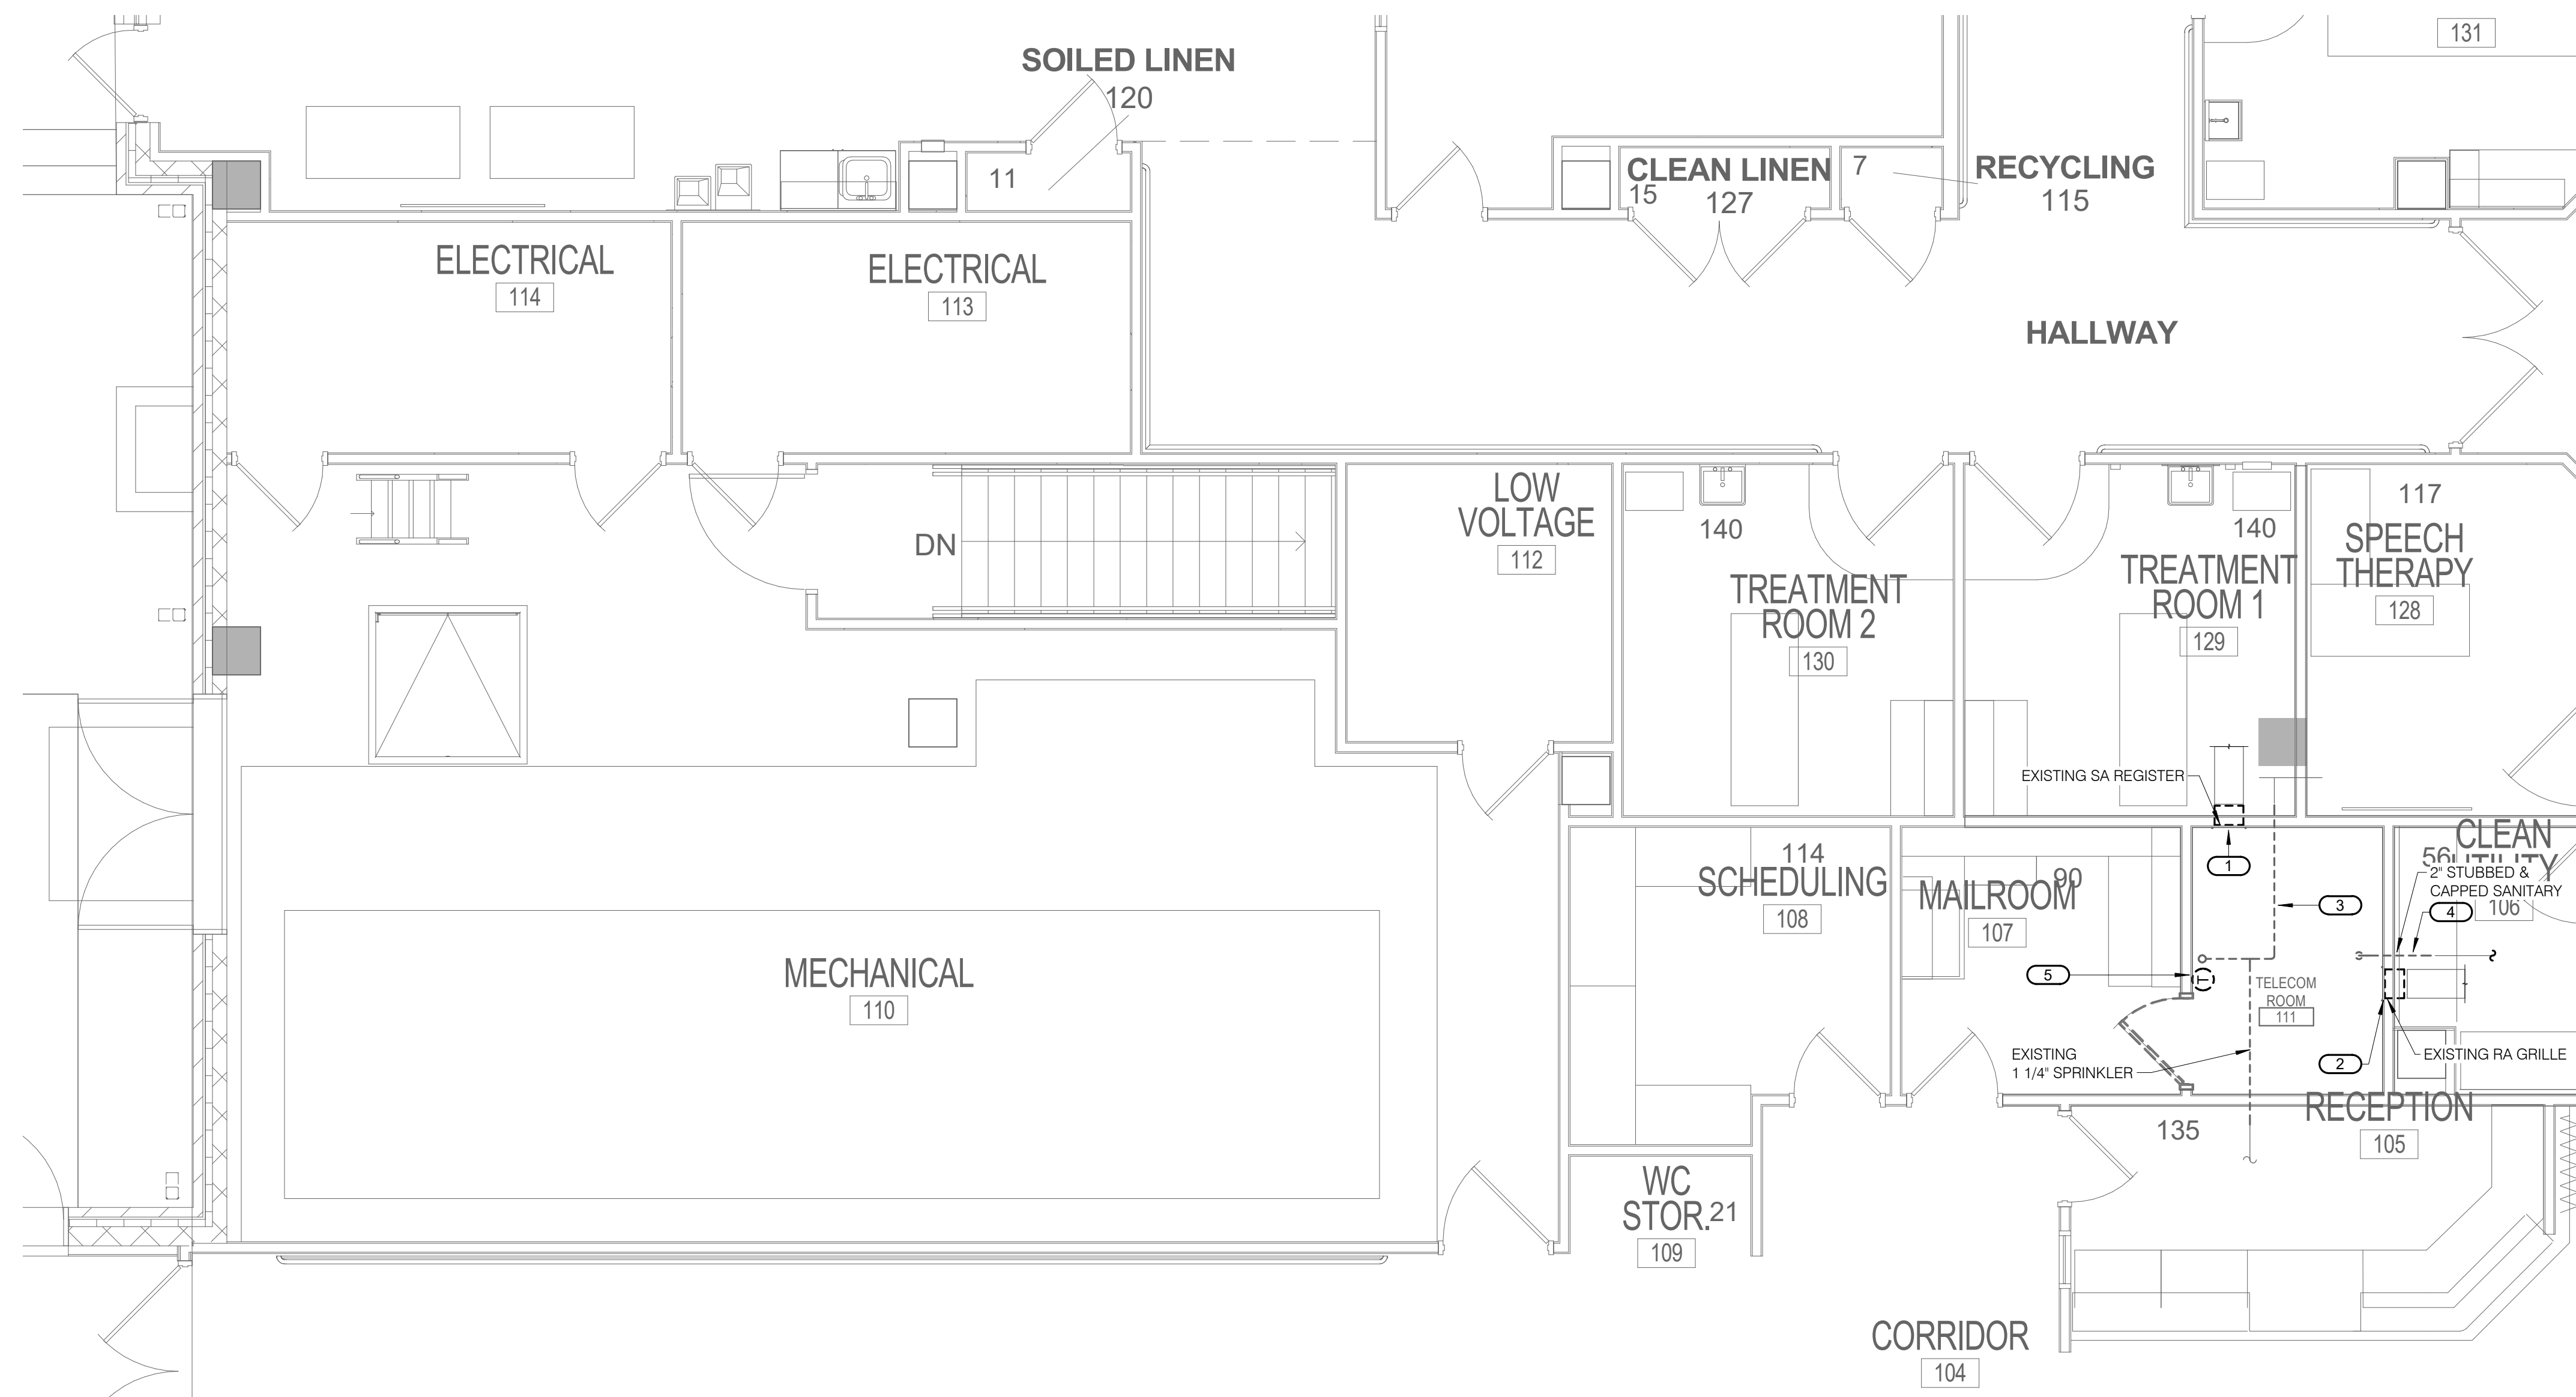 131
SOILED LINEN
120
11
CLEAN LINEN
15
127
7
RECYCLING
115
ELECTRICAL
114
ELECTRICAL
113
HALLWAY
DN
LOW
VOLTAGE
112
140
TREATMENT
ROOM 2
130
140
TREATMENT
ROOM 1
129
117
SPEECH
THERAPY
128
EXISTING SA REGISTER
1
114
SCHEDULING
108
90
MAILROOM
107
CLEAN
UTILITY
56
2" STUBBED &
CAPPED SANITARY
106
3
4
5
T
TELECOM
ROOM
111
EXISTING
1 1/4" SPRINKLER
2
EXISTING RA GRILLE
MECHANICAL
110
RECEPTION
105
135
WC
STOR.
21
109
CORRIDOR
104